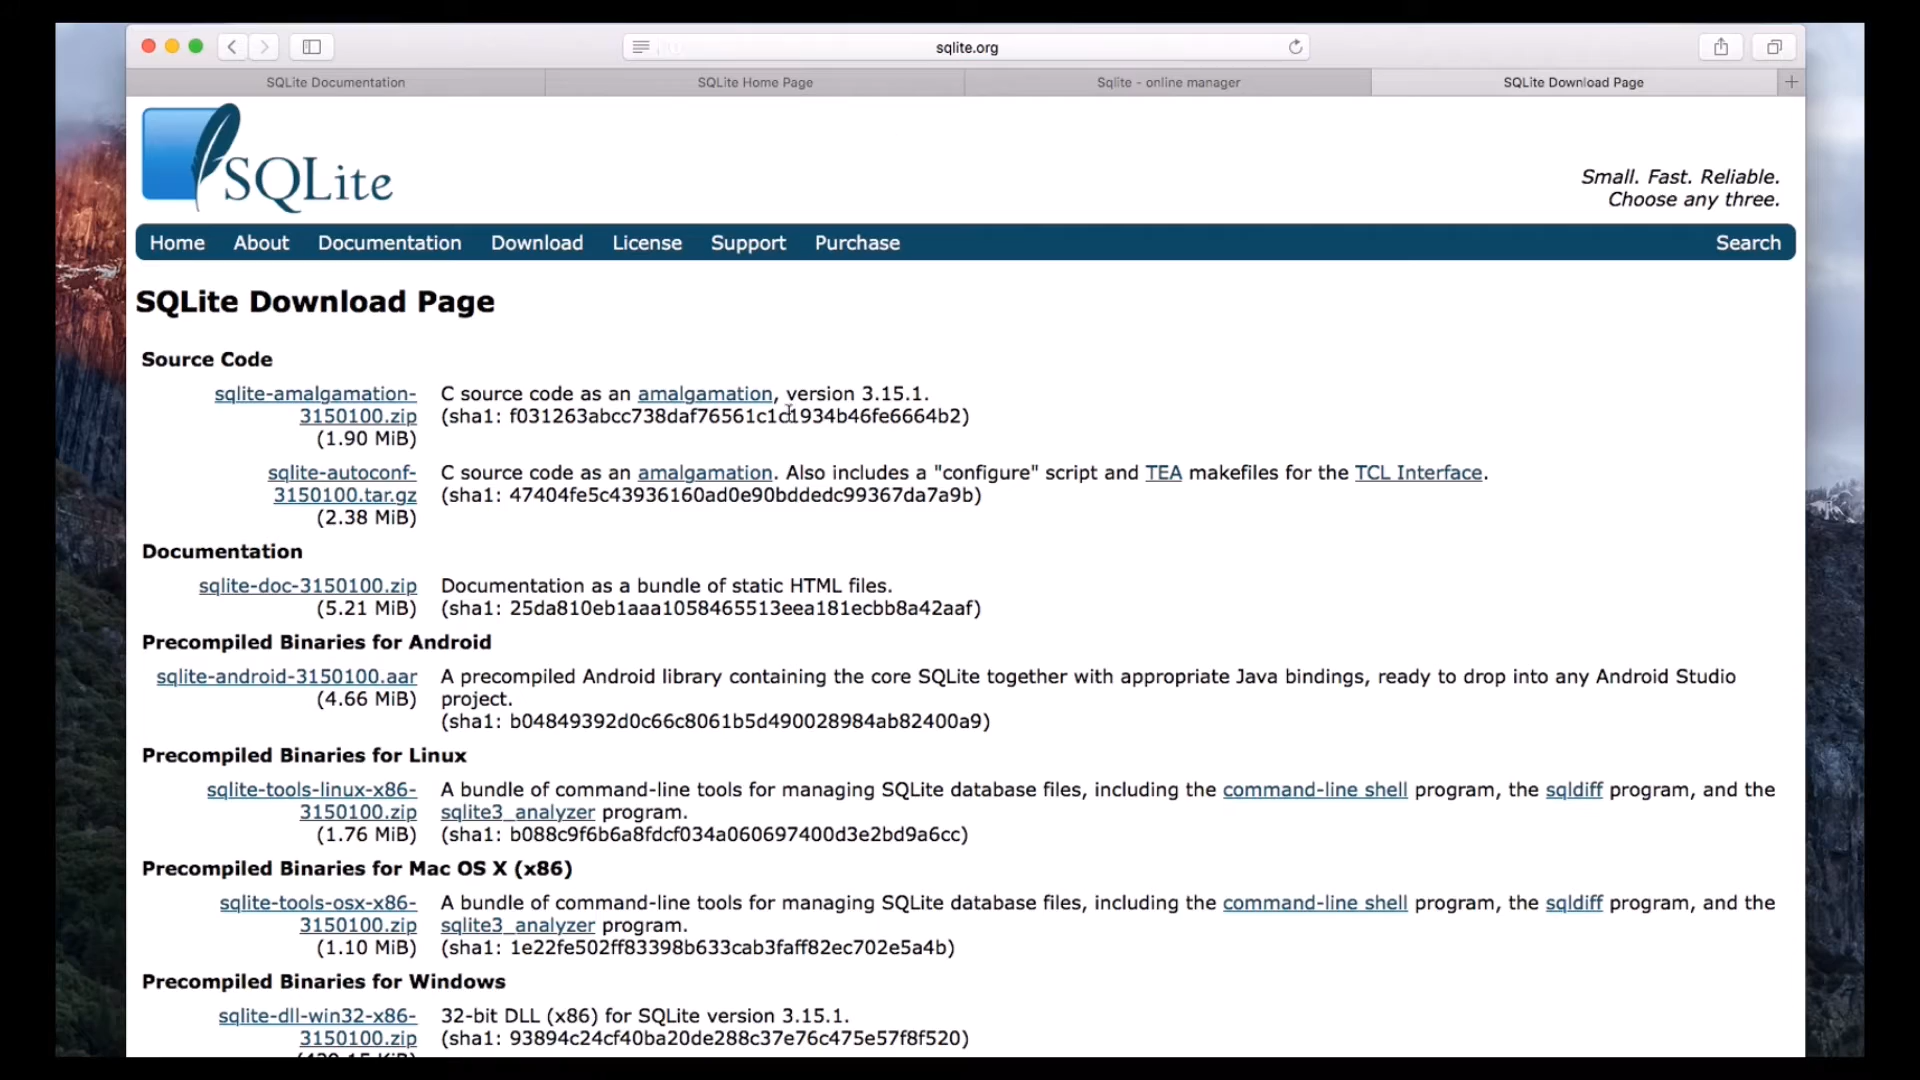 sqlite.org
SQLite Documentation
SQLite Home Page
Sqlite - online manager
SQLite Download Page
SQLite
Small. Fast. Reliable.
Choose any three.
Home About Documentation Download License Support Purchase Search
SQLite Download Page
Source Code
sqlite-amalgamation-
3150100.zip
(1.90 MiB)
C source code as an amalgamation, version 3.15.1.
(sha1: f031263abcc738daf76561c1c1934b46fe6664b2)
sqlite-autoconf-
3150100.tar.gz
(2.38 MiB)
C source code as an amalgamation. Also includes a "configure" script and TEA makefiles for the TCL Interface.
(sha1: 47404fe5c43936160ad0e90bddedc99367da7a9b)
Documentation
sqlite-doc-3150100.zip
(5.21 MiB)
Documentation as a bundle of static HTML files.
(sha1: 25da810eb1aaa1058465513eea181ecbb8a42aaf)
Precompiled Binaries for Android
sqlite-android-3150100.aar
(4.66 MiB)
A precompiled Android library containing the core SQLite together with appropriate Java bindings, ready to drop into any Android Studio
project.
(sha1: b04849392d0c66c8061b5d490028984ab82400a9)
Precompiled Binaries for Linux
sqlite-tools-linux-x86-
3150100.zip
(1.76 MiB)
A bundle of command-line tools for managing SQLite database files, including the command-line shell program, the sqldiff program, and the
sqlite3_analyzer program.
(sha1: b088c9f6b6a8fdcf034a060697400d3e2bd9a6cc)
Precompiled Binaries for Mac OS X (x86)
sqlite-tools-osx-x86-
3150100.zip
(1.10 MiB)
A bundle of command-line tools for managing SQLite database files, including the command-line shell program, the sqldiff program, and the
sqlite3_analyzer program.
(sha1: 1e22fe502ff83398b633cab3faff82ec702e5a4b)
Precompiled Binaries for Windows
sqlite-dll-win32-x86-
3150100.zip
32-bit DLL (x86) for SQLite version 3.15.1.
(sha1: 93894c24cf40ba20de288c37e76c475e57f8f520)